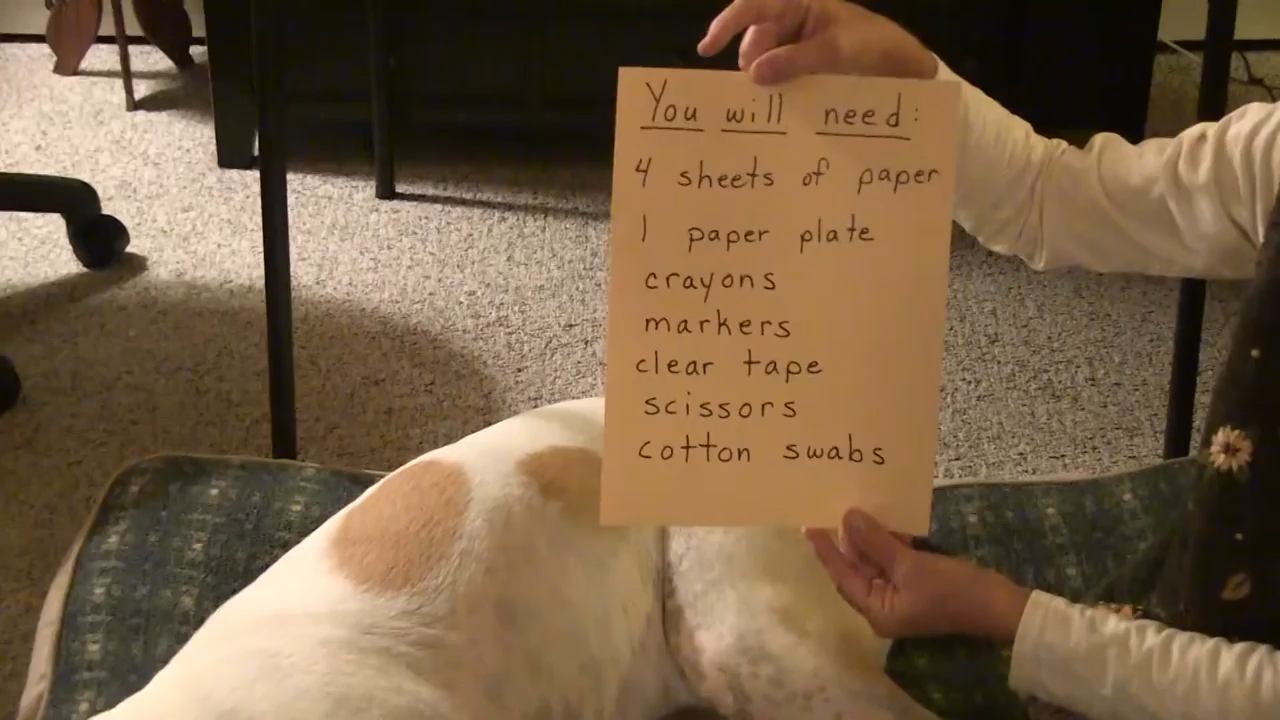 You will need:
4 sheets of paper
1 paper plate
crayons
markers
clear tape
scissors
cotton swabs